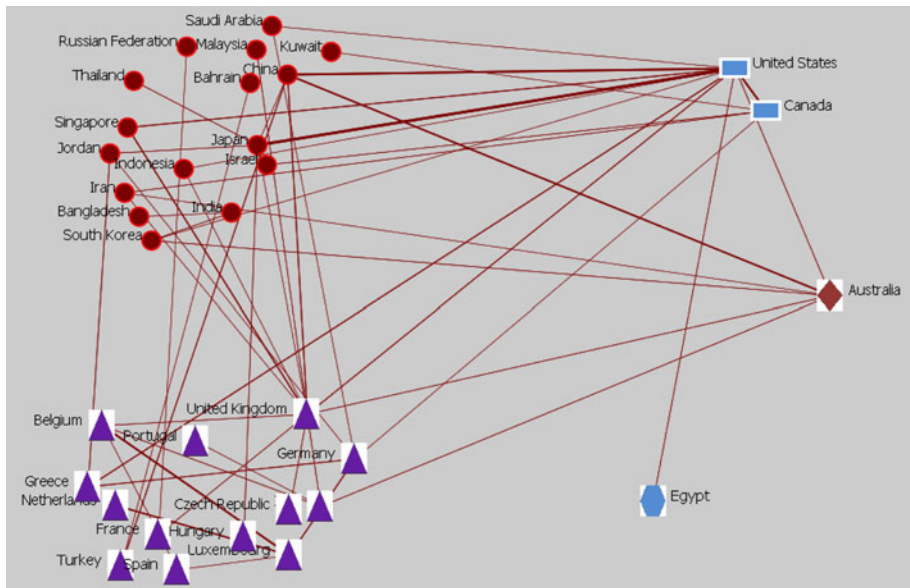 Saudi Arabia
Russian Federation
Malaysia
Kuwait
United States
Thailand
Bahrain
China
Canada
Singapore
Jordan
Japan
Indonesia
Israel
Iran
Bangladesh
India
South Korea
Australia
Belgium
United Kingdom
Portugal
Germany
Greece
Netherlands
Czech Republic
Egypt
France
Hungary
Luxembourg
Turkey
Spain